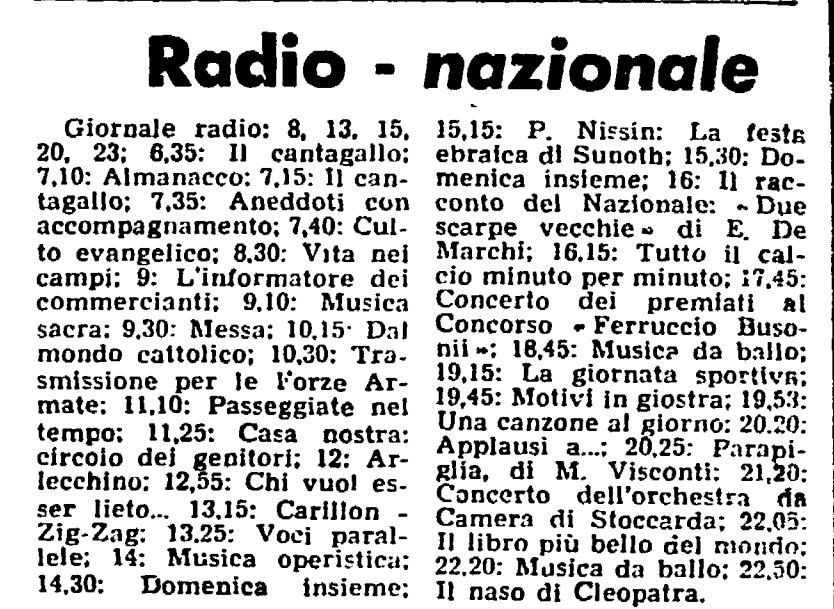 Radio - nazionale
Giornale radio: 8, 13, 15,
20, 23; 6,35: Il cantagallo;
7,10: Almanacco; 7,15: Il can-
tagallo; 7,35: Aneddoti con
accompagnamento; 7,40: Cul-
to evangelico; 8,30: Vita nei
campi; 9: L'informatore dei
commercianti; 9,10: Musica
sacra; 9,30: Messa; 10,15: Dal
mondo cattolico; 10,30: Tra-
smissione per le Forze Ar-
mate; 11,10: Passeggiate nel
tempo; 11,25: Casa nostra:
circolo dei genitori; 12: Ar-
lecchino; 12,55: Chi vuol es-
ser lieto... 13,15: Carillon -
Zig-Zag; 13,25: Voci paral-
lele; 14: Musica operistica;
14,30: Domenica insieme;
15,15: P. Nissin: La festa
ebraica di Sunoth; 15,30: Do-
menica insieme; 16: Il rac-
conto del Nazionale: «Due
scarpe vecchie» di E. De
Marchi; 16,15: Tutto il cal-
cio minuto per minuto; 17,45:
Concerto dei premiati al
Concorso «Ferruccio Buso-
nii»; 18,45: Musica da ballo;
19,15: La giornata sportiva;
19,45: Motivi in giostra; 19,53:
Una canzone al giorno; 20,20:
Applausi a...; 20,25: Parapi-
glia, di M. Visconti; 21,20:
Concerto dell'orchestra da
Camera di Stoccarda; 22,05:
Il libro più bello del mondo;
22,20: Musica da ballo; 22,50:
Il naso di Cleopatra.